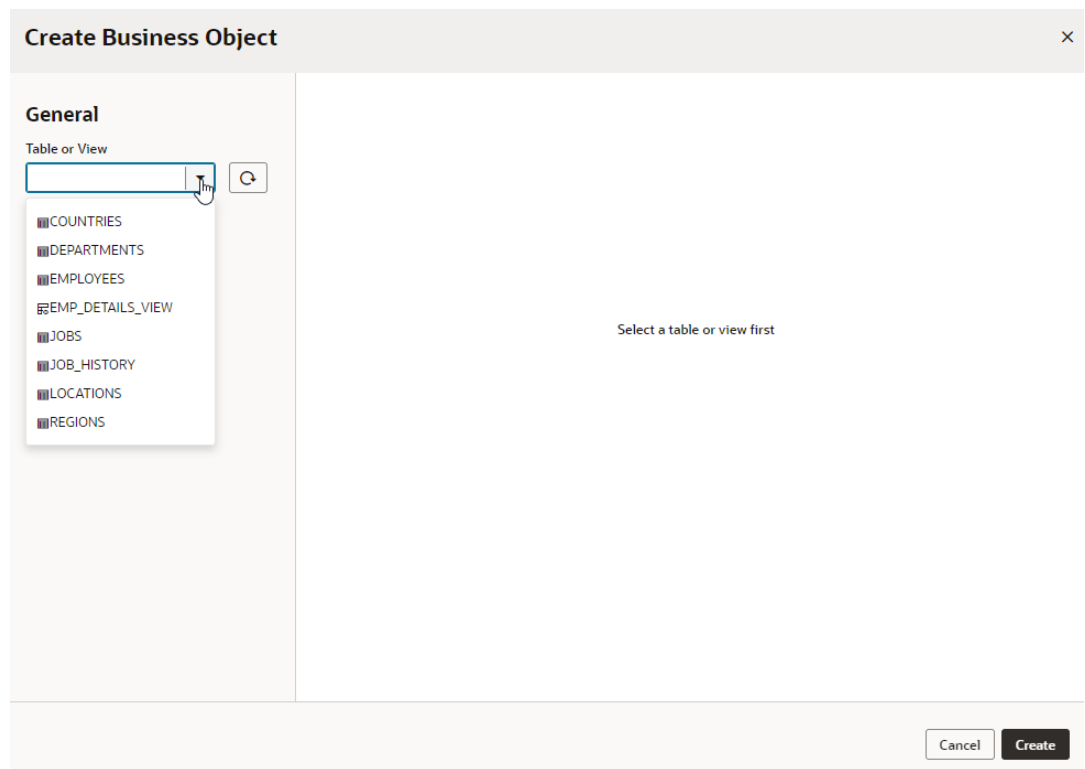 Create Business Object
General
Table or View
COUNTRIES
DEPARTMENTS
EMPLOYEES
EMP_DETAILS_VIEW
JOBS
JOB_HISTORY
LOCATIONS
REGIONS
Select a table or view first
Cancel
Create